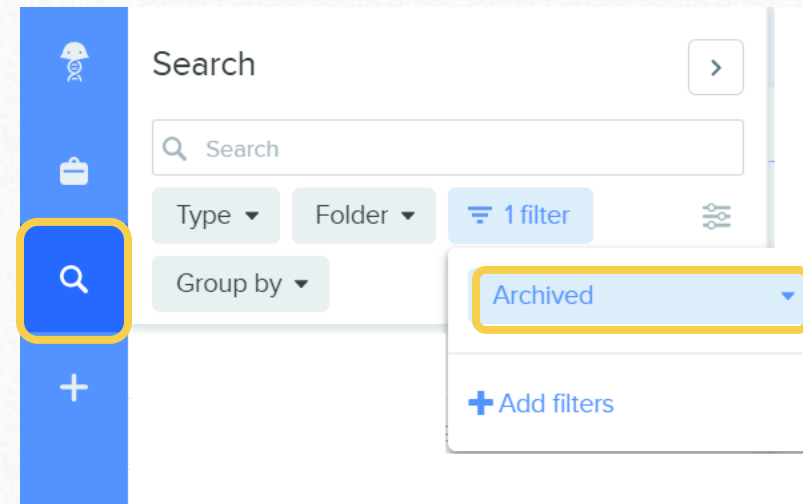 Search
Search
Type Folder 1 filter
Group by
Archived
Add filters